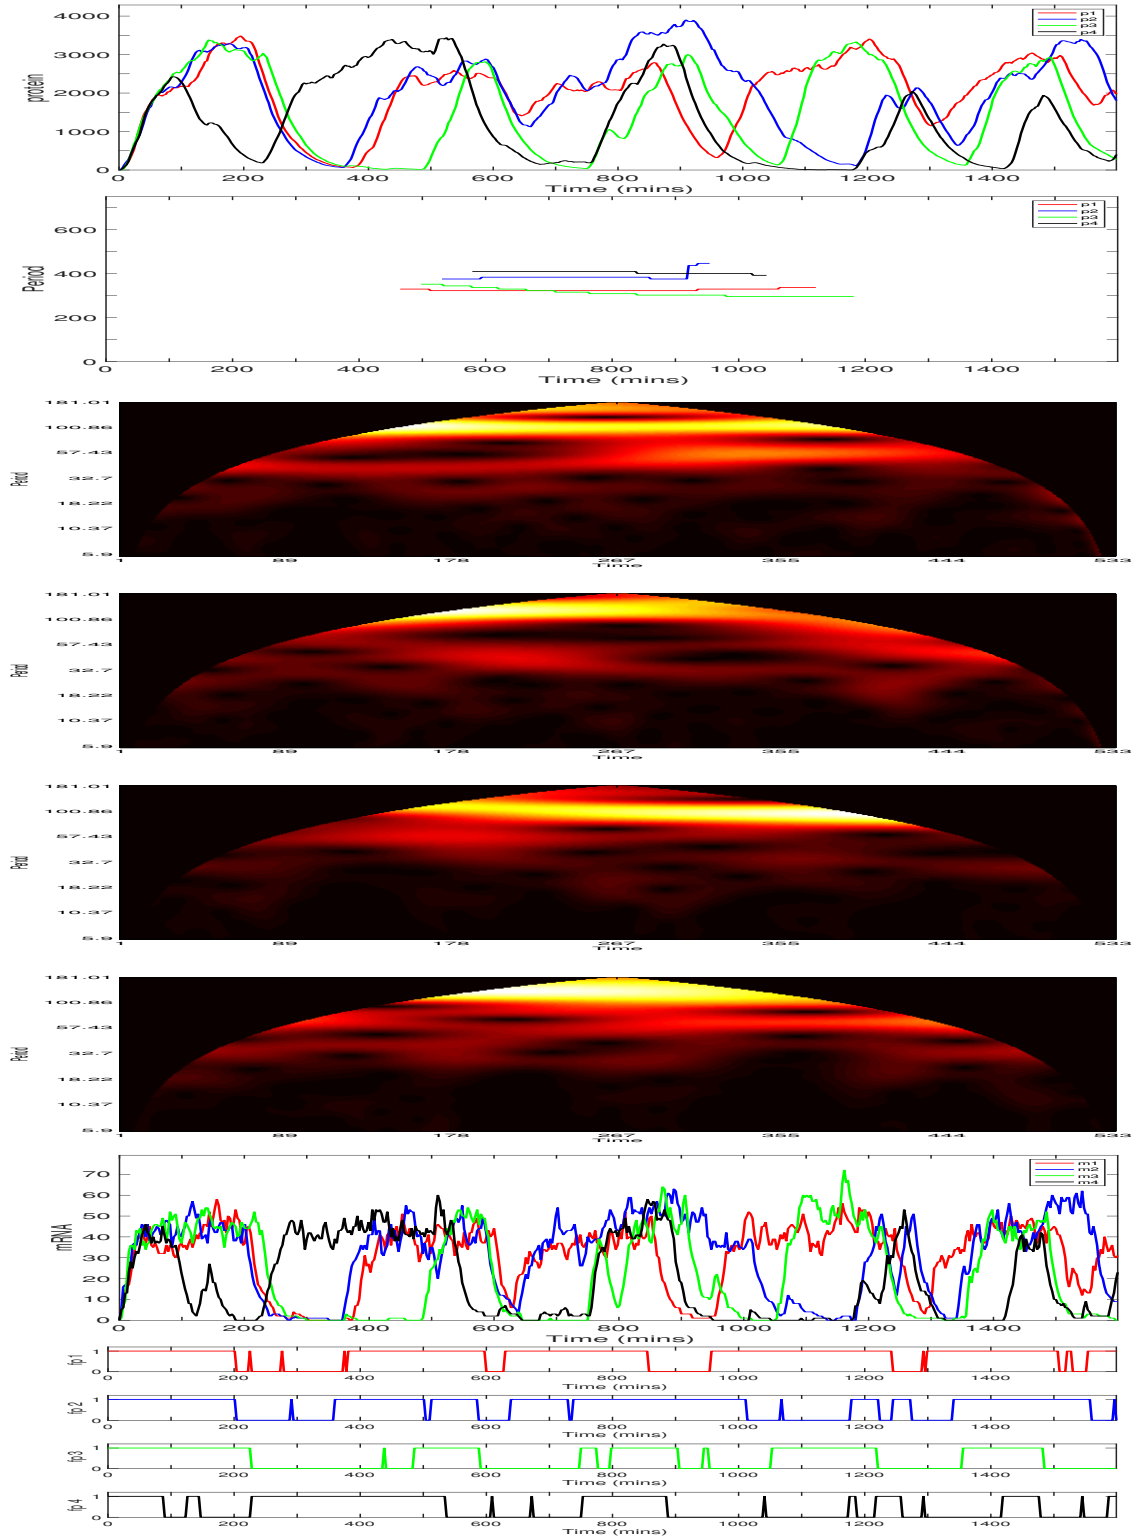 4000
3000
2000
1000
0
protein
p1
p2
p3
p4
0 200 400 600 800 1000 1200 1400
Time (mins)
600
400
200
0
Period
p1
p2
p3
p4
0 200 400 600 800 1000 1200 1400
Time (mins)
181.01
100.86
57.43
32.7
18.22
10.37
5.9
Period
1 89 178 267 355 444 533
Time
181.01
100.86
57.43
32.7
18.22
10.37
5.9
Period
1 89 178 267 355 444 533
Time
181.01
100.86
57.43
32.7
18.22
10.37
5.9
Period
1 89 178 267 355 444 533
Time
181.01
100.86
57.43
32.7
18.22
10.37
5.9
Period
1 89 178 267 355 444 533
Time
70
60
50
40
30
20
10
0
mRNA
m1
m2
m3
m4
0 200 400 600 800 1000 1200 1400
Time (mins)
1
0
fp1
0 200 400 600 800 1000 1200 1400
Time (mins)
1
0
fp2
0 200 400 600 800 1000 1200 1400
Time (mins)
1
0
fp3
0 200 400 600 800 1000 1200 1400
Time (mins)
1
0
fp4
0 200 400 600 800 1000 1200 1400
Time (mins)